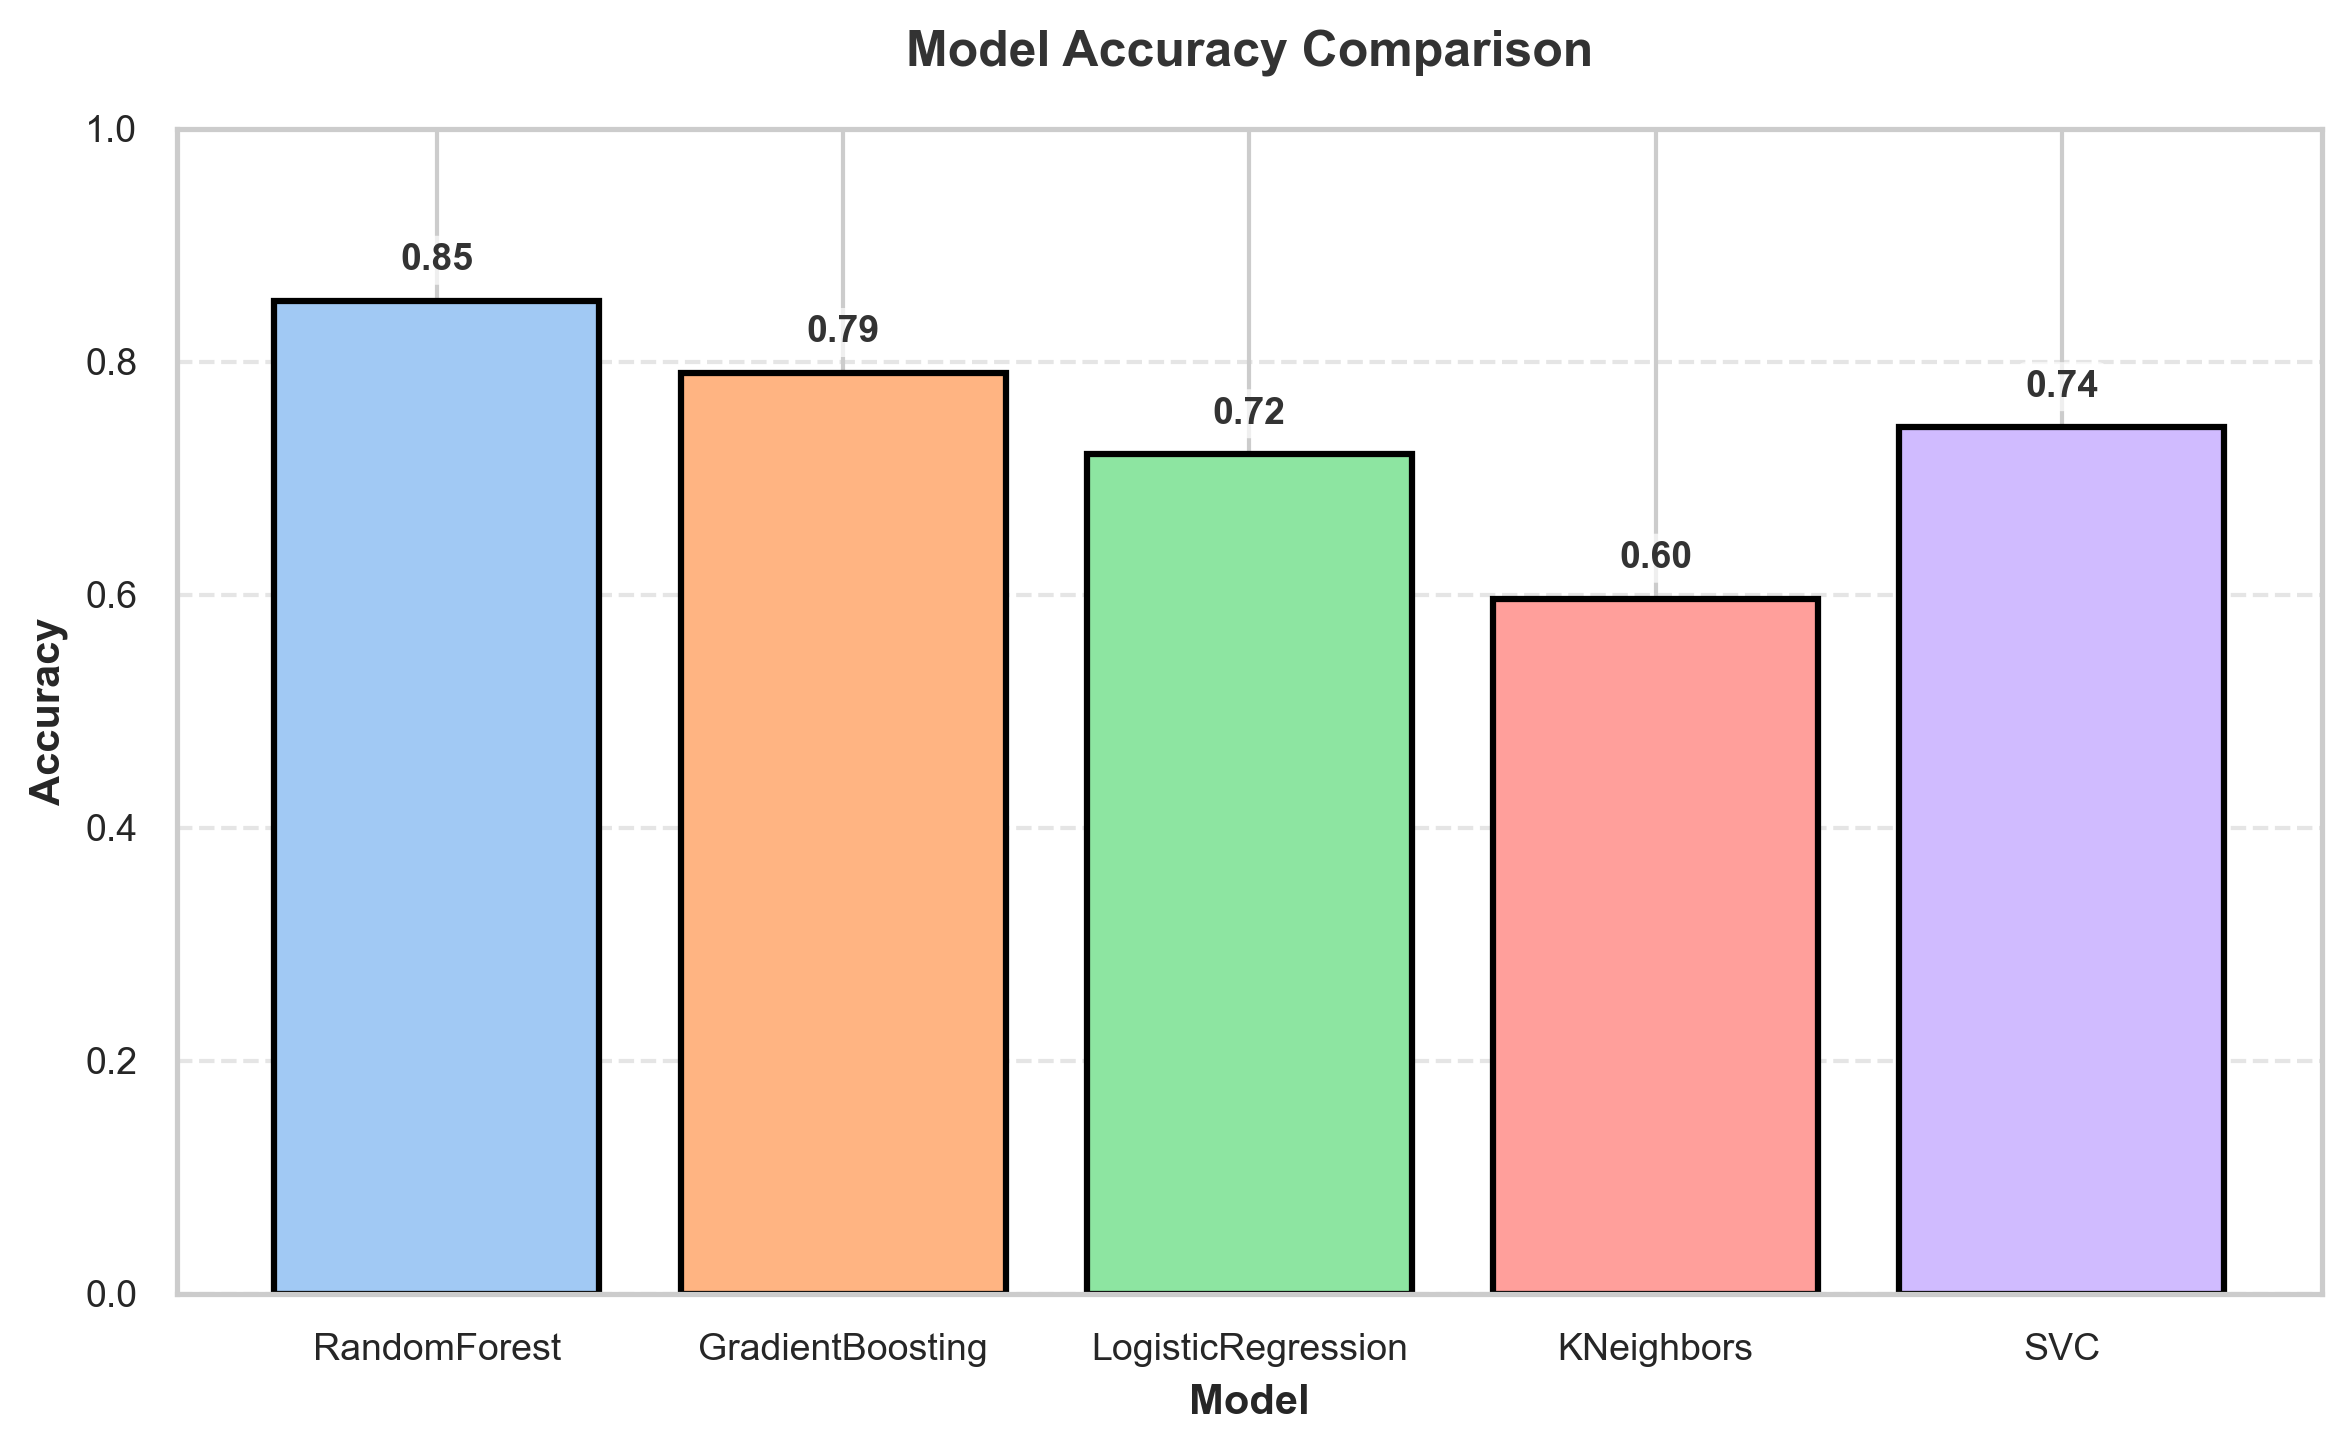 Model Accuracy Comparison
1.0
0.8
0.6
0.4
0.2
0.0
Accuracy
0.85
0.79
0.72
0.60
0.74
RandomForest
GradientBoosting
LogisticRegression
KNeighbors
SVC
Model